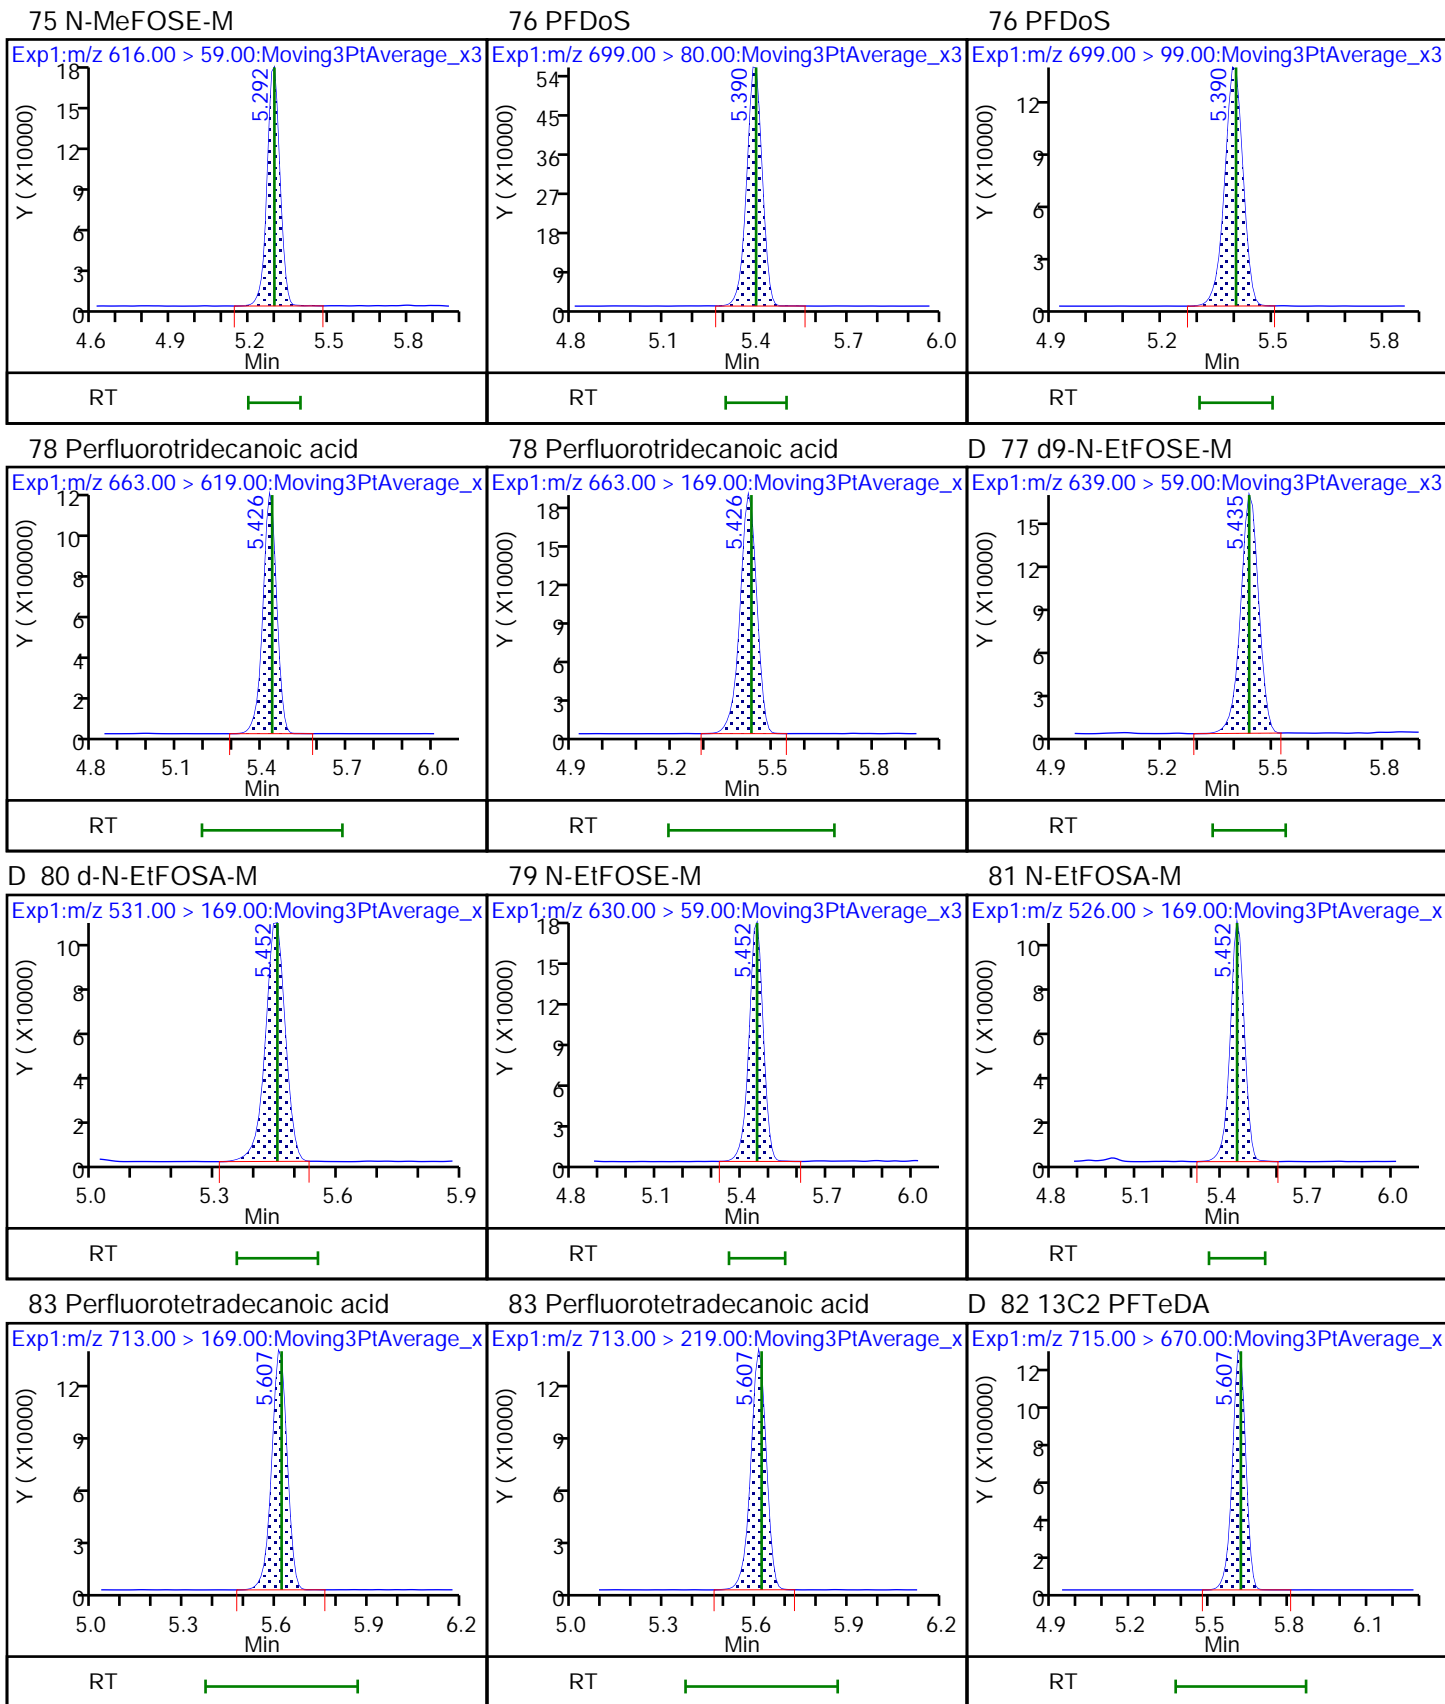 75 N-MeFOSE-M
Exp1:m/z 616.00 > 59.00:Moving3PtAverage_x3
5.292
Y ( X10000)
18
15
12
9
6
3
0
4.6 4.9 5.2 5.5 5.8
Min
RT
76 PFDoS
Exp1:m/z 699.00 > 80.00:Moving3PtAverage_x3
5.390
Y ( X10000)
54
45
36
27
18
9
0
4.8 5.1 5.4 5.7 6.0
Min
RT
76 PFDoS
Exp1:m/z 699.00 > 99.00:Moving3PtAverage_x3
5.390
Y ( X10000)
12
9
6
3
0
4.9 5.2 5.5 5.8
Min
RT
78 Perfluorotridecanoic acid
Exp1:m/z 663.00 > 619.00:Moving3PtAverage_x
5.426
Y ( X100000)
12
10
8
6
4
2
0
4.8 5.1 5.4 5.7 6.0
Min
RT
78 Perfluorotridecanoic acid
Exp1:m/z 663.00 > 169.00:Moving3PtAverage_x
5.426
Y ( X10000)
18
15
12
9
6
3
0
4.9 5.2 5.5 5.8
Min
RT
D 77 d9-N-EtFOSE-M
Exp1:m/z 639.00 > 59.00:Moving3PtAverage_x3
5.435
Y ( X10000)
15
12
9
6
3
0
4.9 5.2 5.5 5.8
Min
RT
D 80 d-N-EtFOSA-M
Exp1:m/z 531.00 > 169.00:Moving3PtAverage_x
5.452
Y ( X10000)
10
8
6
4
2
0
5.0 5.3 5.6 5.9
Min
RT
79 N-EtFOSE-M
Exp1:m/z 630.00 > 59.00:Moving3PtAverage_x3
5.452
Y ( X10000)
18
15
12
9
6
3
0
4.8 5.1 5.4 5.7 6.0
Min
RT
81 N-EtFOSA-M
Exp1:m/z 526.00 > 169.00:Moving3PtAverage_x
5.452
Y ( X10000)
10
8
6
4
2
0
4.8 5.1 5.4 5.7 6.0
Min
RT
83 Perfluorotetradecanoic acid
Exp1:m/z 713.00 > 169.00:Moving3PtAverage_x
5.607
Y ( X10000)
12
9
6
3
0
5.0 5.3 5.6 5.9 6.2
Min
RT
83 Perfluorotetradecanoic acid
Exp1:m/z 713.00 > 219.00:Moving3PtAverage_x
5.607
Y ( X10000)
12
9
6
3
0
5.0 5.3 5.6 5.9 6.2
Min
RT
D 82 13C2 PFTeDA
Exp1:m/z 715.00 > 670.00:Moving3PtAverage_x
5.607
Y ( X100000)
12
10
8
6
4
2
0
4.9 5.2 5.5 5.8 6.1
Min
RT